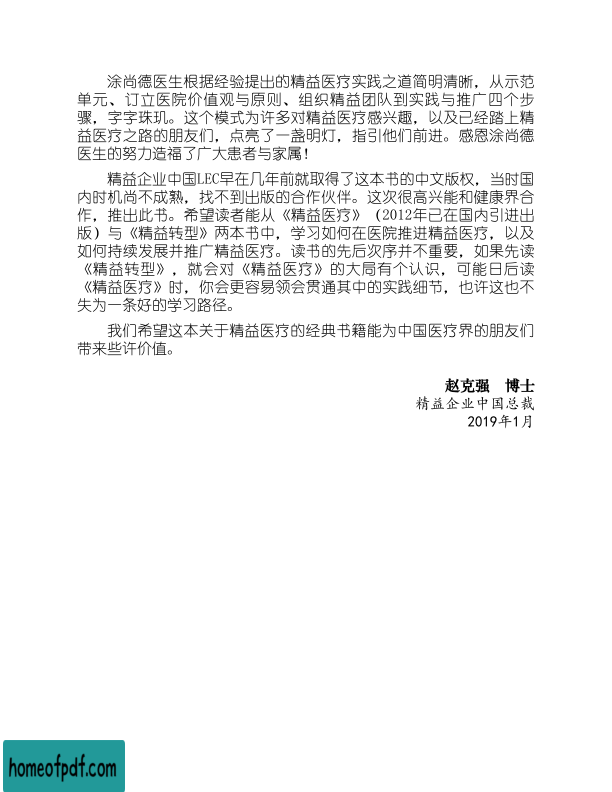 涂尚德医生根据经验提出的精益医疗实践之道简明清晰，从示范
单元、订立医院价值观与原则、组织精益团队到实践与推广四个步
骤，字字珠玑。这个模式为许多对精益医疗感兴趣，以及已经踏上精
益医疗之路的朋友们，点亮了一盏明灯，指引他们前进。感恩涂尚德
医生的努力造福了广大患者与家属！
精益企业中国LEC早在几年前就取得了这本书的中文版权，当时国
内时机尚不成熟，找不到出版的合作伙伴。这次很高兴能和健康界合
作，推出此书。希望读者能从《精益医疗》（2012年已在国内引进出
版）与《精益转型》两本书中，学习如何在医院推进精益医疗，以及
如何持续发展并推广精益医疗。读书的先后次序并不重要，如果先读
《精益转型》，就会对《精益医疗》的大局有个认识，可能日后读
《精益医疗》时，你会更容易领会贯通其中的实践细节，也许这也不
失为一条好的学习路径。
我们希望这本关于精益医疗的经典书籍能为中国医疗界的朋友们
带来些许价值。
赵克强　博士
精益企业中国总裁
2019年1月
homeofpdf.com